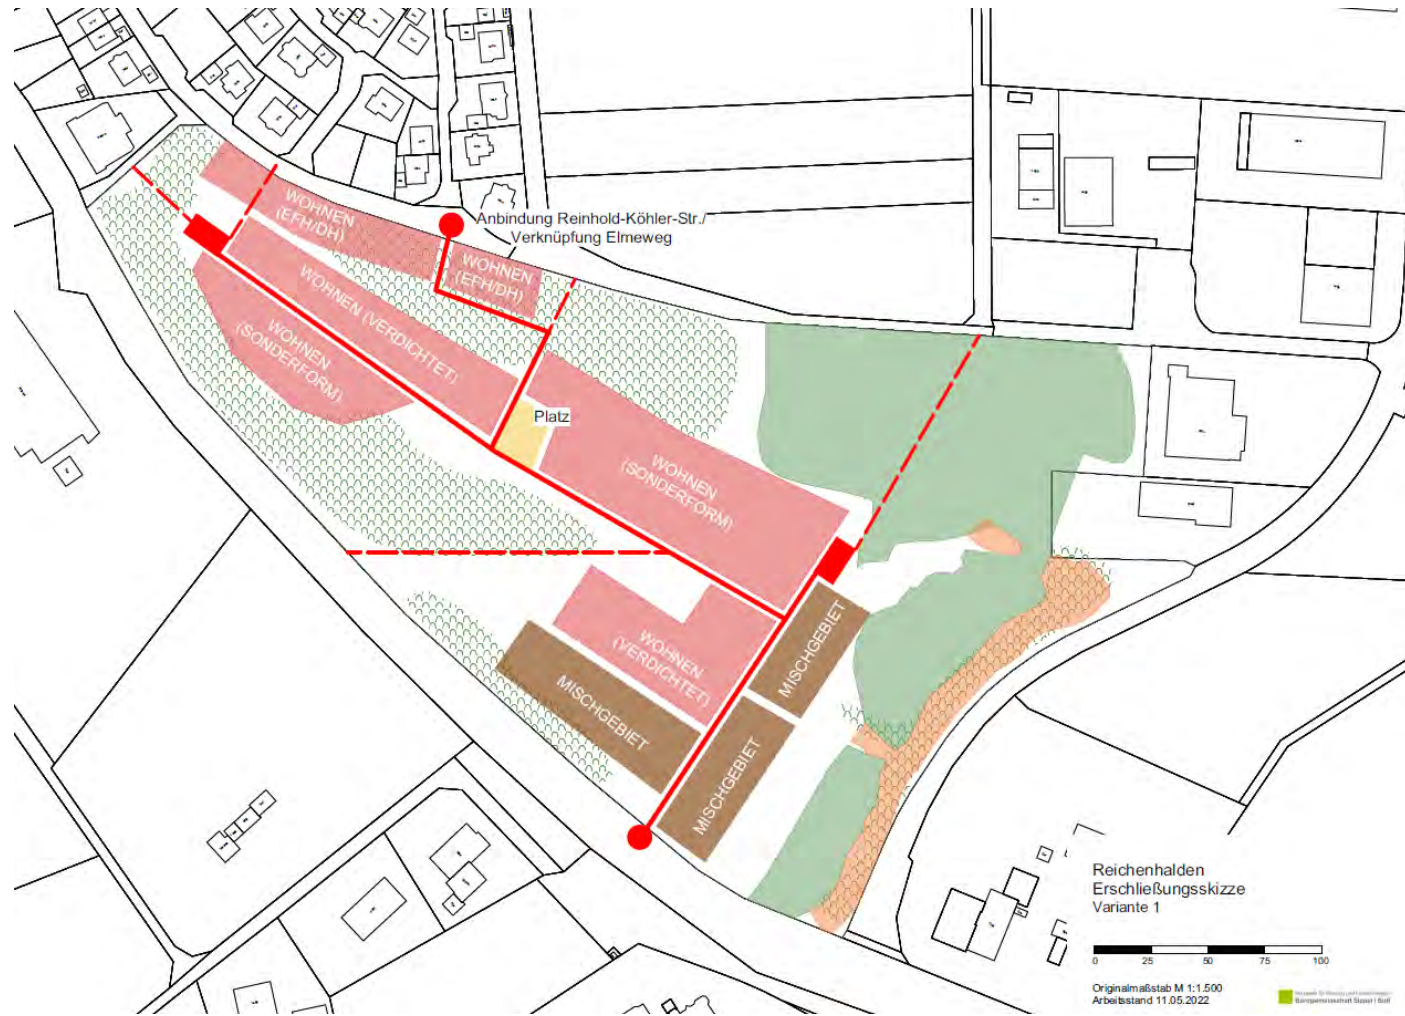 Anbindung Reinhold-Köhler-Str./
Verknüpfung Elmeweg
WOHNEN
(EFH/DH)
WOHNEN
(EFH/DH)
WOHNEN (VERDICHTET)
WOHNEN
(SONDERFORM)
Platz
WOHNEN
(SONDERFORM)
WOHNEN
(VERDICHTET)
MISCHGEBIET
MISCHGEBIET
MISCHGEBIET
Reichenhalden
Erschließungsskizze
Variante 1
0 25 50 75 100
Originalmaßstab M 1:1.500
Arbeitsstand 11.05.2022